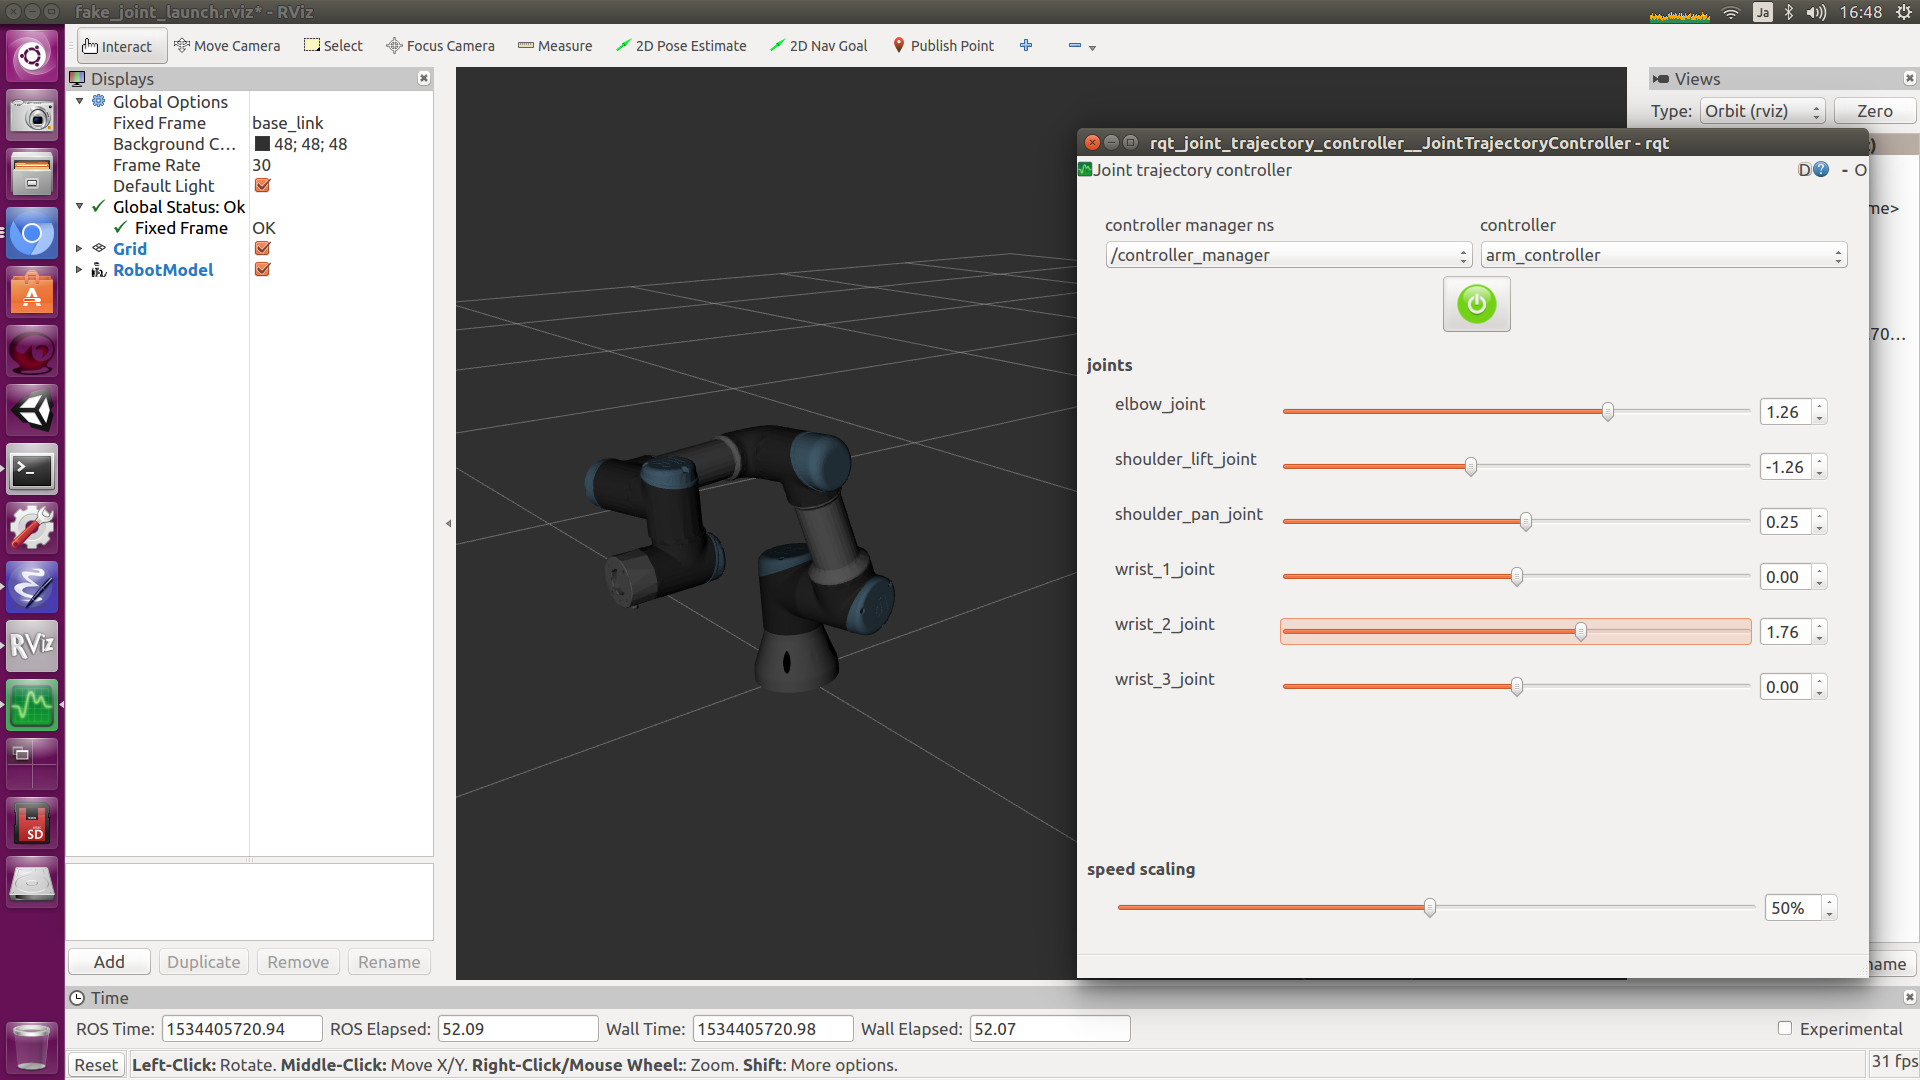 fake_joint_launch.rviz* - RViz
Ja
16:48
Interact
Move Camera
Select
Focus Camera
Measure
2D Pose Estimate
2D Nav Goal
Publish Point
Displays
Global Options
Fixed Frame base_link
Background C... 48; 48; 48
Frame Rate 30
Default Light
Global Status: Ok
Fixed Frame OK
Grid
RobotModel
Add
Duplicate
Remove
Rename
Views
Type: Orbit (rviz) Zero
me>
70...
name
rqt_joint_trajectory_controller__JointTrajectoryController - rqt
Joint trajectory controller
D
- O
controller manager ns controller
/controller_manager arm_controller
joints
elbow_joint 1.26
shoulder_lift_joint -1.26
shoulder_pan_joint 0.25
wrist_1_joint 0.00
wrist_2_joint 1.76
wrist_3_joint 0.00
speed scaling
50%
RViz
SD
Time
ROS Time: 1534405720.94 ROS Elapsed: 52.09 Wall Time: 1534405720.98 Wall Elapsed: 52.07 Experimental
Reset Left-Click: Rotate. Middle-Click: Move X/Y. Right-Click/Mouse Wheel:: Zoom. Shift: More options. 31 fps